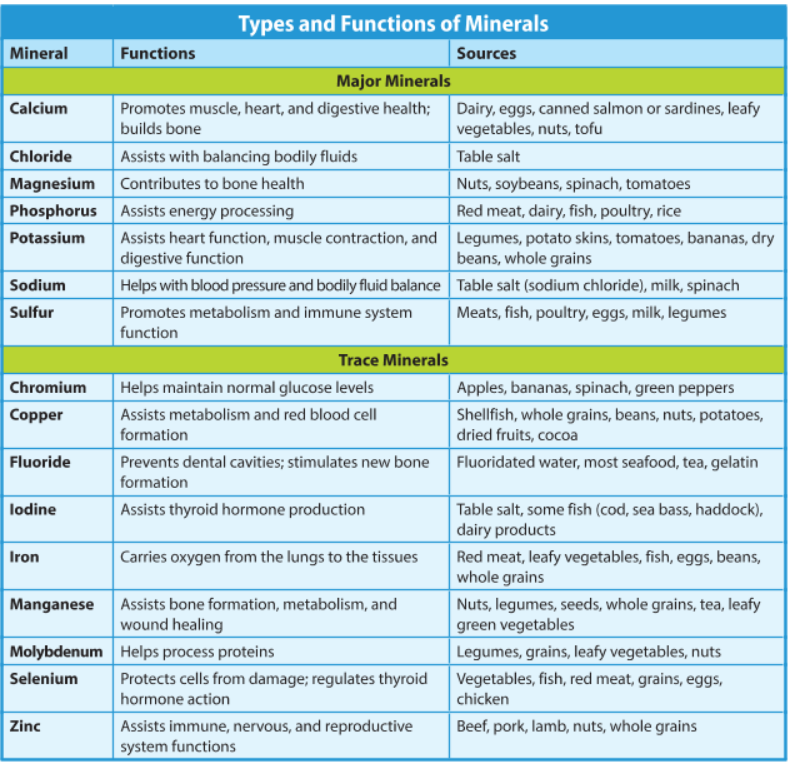 Types and Functions of Minerals
Mineral Functions Sources
Major Minerals
Calcium Promotes muscle, heart, and digestive health; Dairy, eggs, canned salmon or sardines, leafy
builds bone vegetables, nuts, tofu
Chloride Assists with balancing bodily fluids Table salt
Magnesium Contributes to bone health Nuts, soybeans, spinach, tomatoes
Phosphorus Assists energy processing Red meat, dairy, fish, poultry, rice
Potassium Assists heart function, muscle contraction, and Legumes, potato skins, tomatoes, bananas, dry
digestive function beans, whole grains
Sodium Helps with blood pressure and bodily fluid balance Table salt (sodium chloride), milk, spinach
Sulfur Promotes metabolism and immune system Meats, fish, poultry, eggs, milk, legumes
function
Trace Minerals
Chromium Helps maintain normal glucose levels Apples, bananas, spinach, green peppers
Copper Assists metabolism and red blood cell Shellfish, whole grains, beans, nuts, potatoes,
formation dried fruits, cocoa
Fluoride Prevents dental cavities; stimulates new bone Fluoridated water, most seafood, tea, gelatin
formation
Iodine Assists thyroid hormone production Table salt, some fish (cod, sea bass, haddock),
dairy products
Iron Carries oxygen from the lungs to the tissues Red meat, leafy vegetables, fish, eggs, beans,
whole grains
Manganese Assists bone formation, metabolism, and Nuts, legumes, seeds, whole grains, tea, leafy
wound healing green vegetables
Molybdenum Helps process proteins Legumes, grains, leafy vegetables, nuts
Selenium Protects cells from damage; regulates thyroid Vegetables, fish, red meat, grains, eggs,
hormone action chicken
Zinc Assists immune, nervous, and reproductive Beef, pork, lamb, nuts, whole grains
system functions